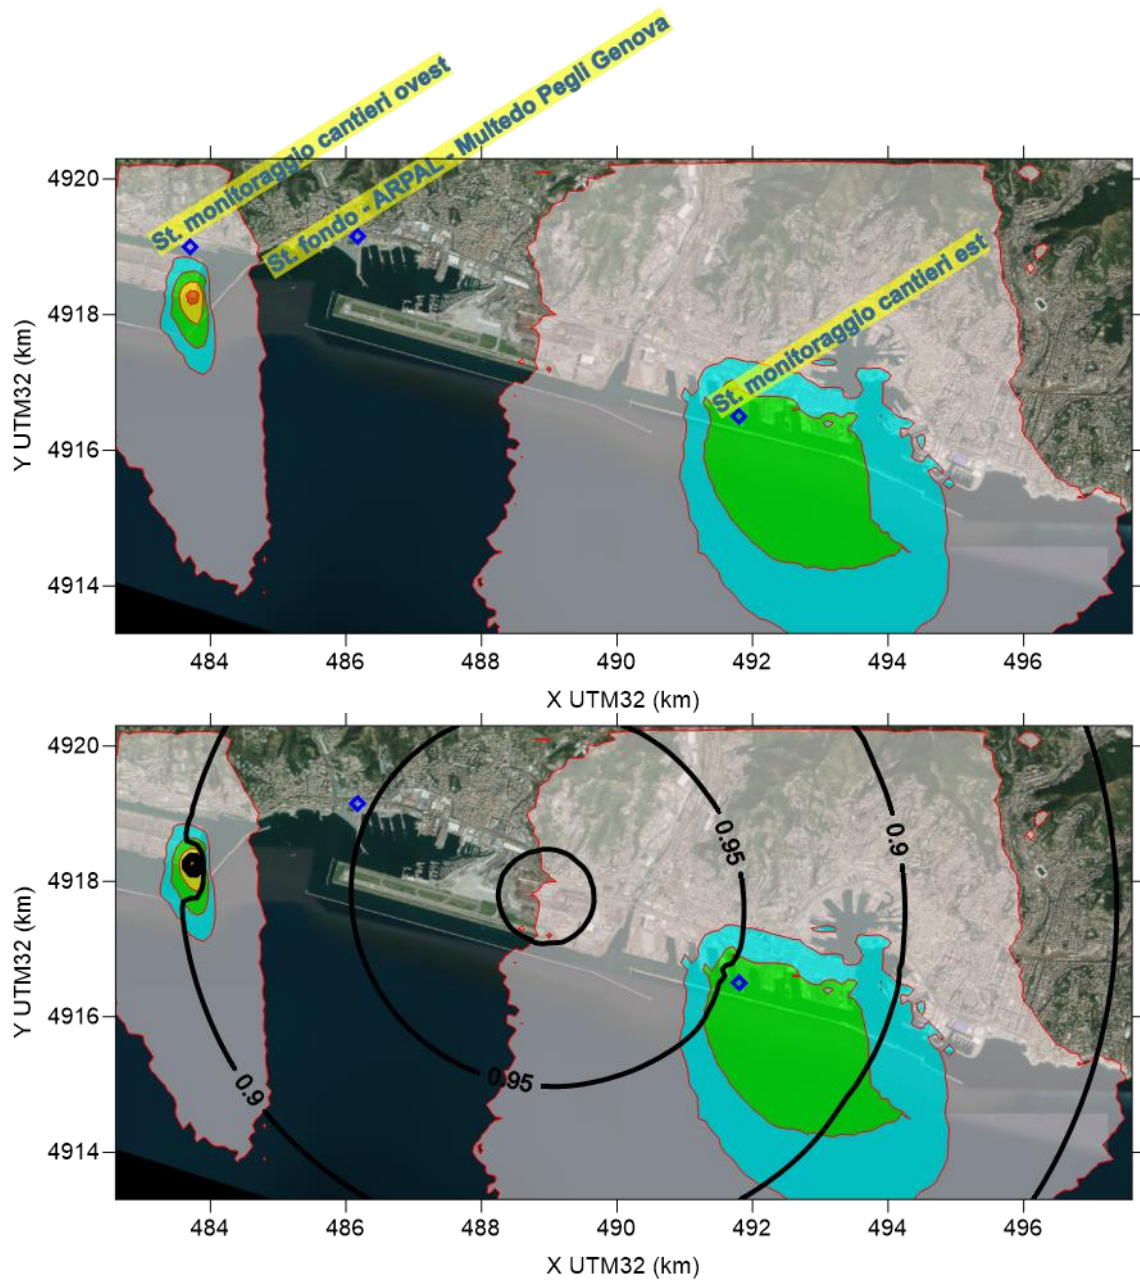 St. monitoraggio cantieri ovest
St. fondo - ARPAL - Multedo Pegli Genova
St. monitoraggio cantieri est
4920
4918
4916
4914
Y UTM32 (km)
484 486 488 490 492 494 496
X UTM32 (km)
4920
4918
4916
4914
Y UTM32 (km)
0.95
0.9
0.95
0.9
484 486 488 490 492 494 496
X UTM32 (km)